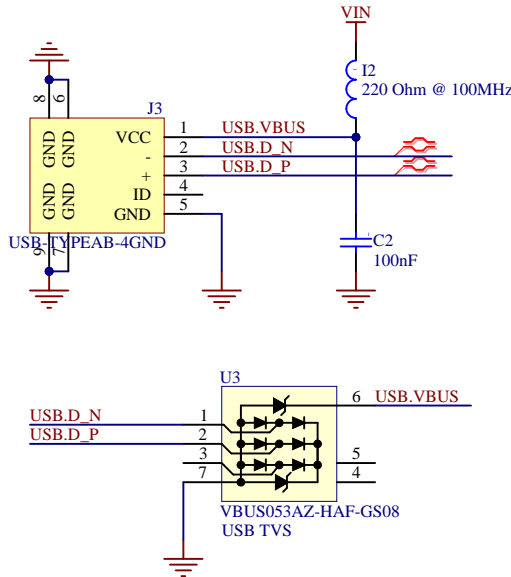 VIN
I2
220 Ohm @ 100MHz
8
6
GND
GND
J3
VCC
1
USB.VBUS
-
2
USB.D_N
+
3
USB.D_P
ID
4
GND
5
GND
GND
USB-TYPEAB-4GND
9
7
C2
100nF
U3
6
USB.VBUS
USB.D_N
1
USB.D_P
2
3
5
7
4
VBUS053AZ-HAF-GS08
USB TVS